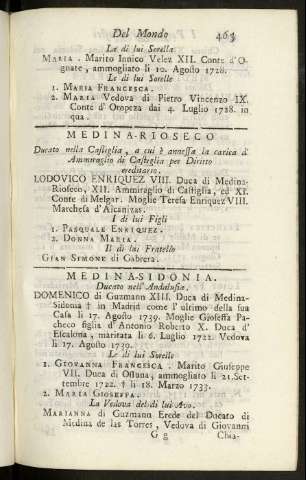 Del Mondo 463
La di lui Sorella
MARIA. Marito Innico Velez XII. Conte d'O-
gnate, ammogliato li 10. Agosto 1728.
Le di lui Sorelle
1. MARIA FRANCESCA.
2. MARIA Vedova di Pietro Vincenzo IX.
Conte d'Oropeza dai 4. Luglio 1728. in
qua.
MEDINA-RIOSECO
Ducato nella Castiglia, a cui è annessa la carica d'
Ammiraglio di Castiglia per Diritto
ereditario.
LODOVICO ENRIQUEZ VIII. Duca di Medina-
Rioseco, XII. Ammiraglio di Castiglia, ed XI.
Conte di Melgar. Moglie Teresa Enriquez VIII.
Marchesa d'Alcanizas.
I di lui Figli
1. PASQUALE ENRIQUEZ.
2. DONNA MARIA.
Il di lui Fratello
GIAN SIMONE di Cabrera.
MEDINA-SIDONIA.
Ducato nell' Andalusia.
DOMENICO di Guzmann XIII. Duca di Medina-
Sidonia † in Madrid come l'ultimo della sua
Casa li 17. Agosto 1739. Moglie Gioseffa Pa-
checo figlia d'Antonio Roberto X. Duca d'
Escalona, maritata li 6. Luglio 1722. Vedova
li 17. Agosto 1739.
Le di lui Sorelle
1. GIOVANNA FRANCESCA. Marito Giuseppe
VII. Duca di Ossuna, ammogliato li 21. Set-
tembre 1722. † li 18. Marzo 1733.
2. MARIA GIOSEFFA.
La Vedova del di lui Avo.
MARIANNA di Guzmann Erede del Ducato di
Medina de las Torres, Vedova di Giovanni
G g Chia-